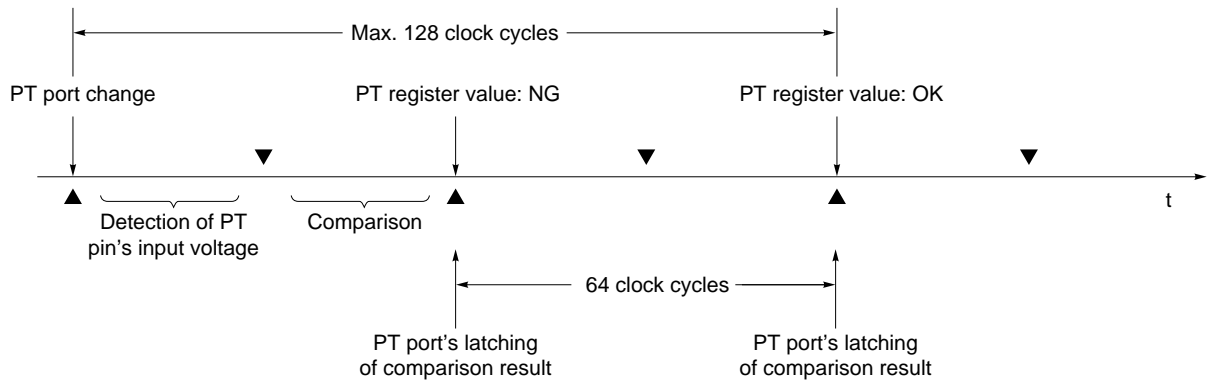 Max. 128 clock cycles
PT port change
PT register value: NG
PT register value: OK
t
Detection of PT
pin's input voltage
Comparison
64 clock cycles
PT port's latching
of comparison result
PT port's latching
of comparison result